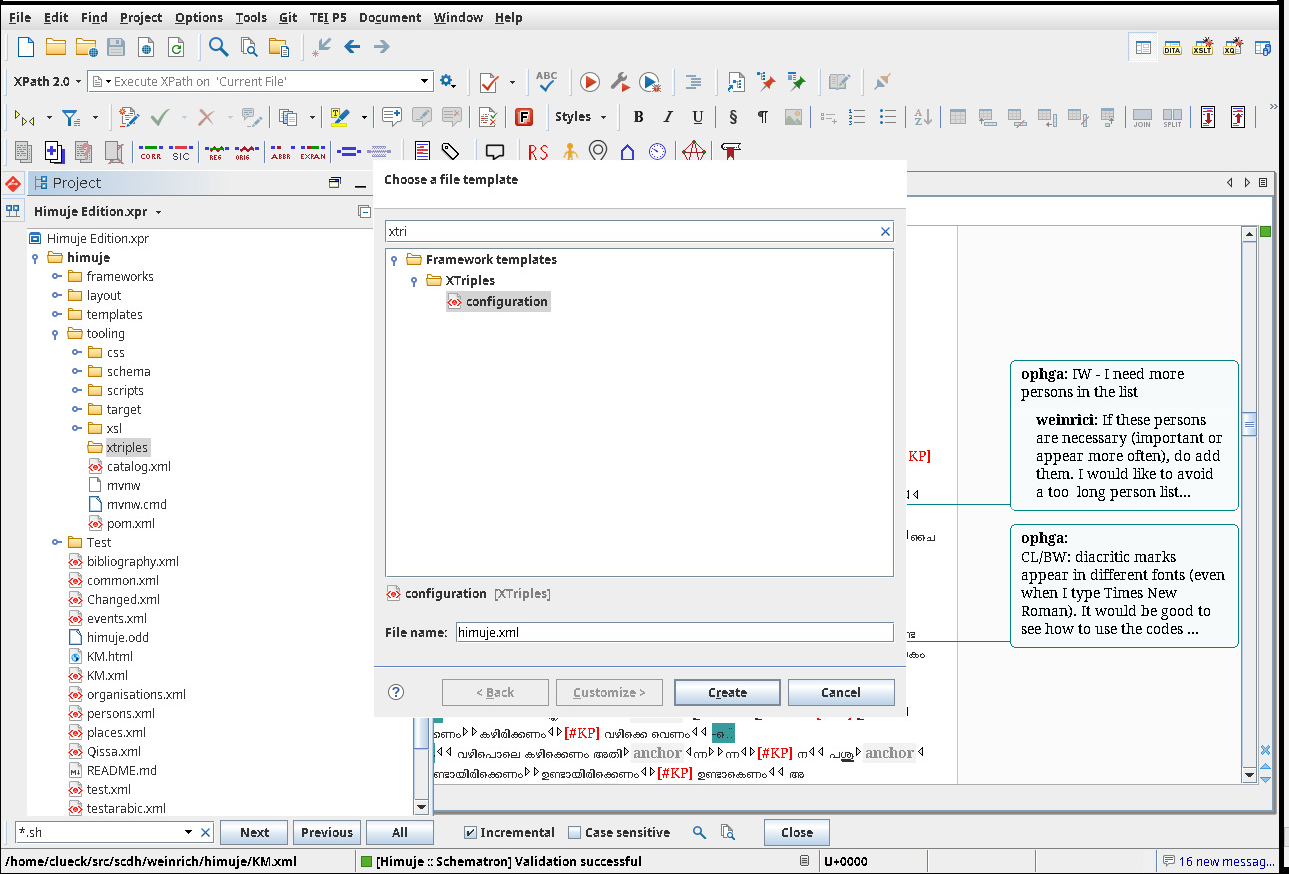 File Edit Find Project Options Tools Git TEI P5 Document Window Help
DITA XSLT XQ
XPath 2.0 Execute XPath on 'Current File'
ABC
F Styles B I U § ¶ JOIN SPLIT
CORR SIC REG ORIG ABBR EXPAN RS
Project
Himuje Edition.xpr
Himuje Edition.xpr
himuje
frameworks
layout
templates
tooling
css
schema
scripts
target
xsl
xtriples
catalog.xml
mvnw
mvnw.cmd
pom.xml
Test
bibliography.xml
common.xml
Changed.xml
events.xml
himuje.odd
KM.html
KM.xml
organisations.xml
persons.xml
places.xml
Qissa.xml
README.md
test.xml
testarabic.xml
Choose a file template
xtri
Framework templates
XTriples
configuration
configuration [XTriples]
File name: himuje.xml
? < Back Customize > Create Cancel
KP]
ophga: IW - I need more
persons in the list
weinrici: If these persons
are necessary (important or
appear more often), do add
them. I would like to avoid
a too long person list...
ophga:
CL/BW: diacritic marks
appear in different fonts (even
when I type Times New
Roman). It would be good to
see how to use the codes ...
ണം കഴിരിക്കണം [#KP] വഴിക്കെ വെണം
വഴിപൊലെ കഴിക്കെണം അതി anchor ന്ന ന്ന [#KP] ന പശു anchor
ണ്ടായിരിക്കെണം ഉണ്ടായിരിക്കെണം [#KP] ഉണ്ടാകെണം അ
*.sh Next Previous All Incremental Case sensitive Close
/home/clueck/src/scdh/weinrich/himuje/KM.xml [Himuje :: Schematron] Validation successful U+0000 16 new messag...